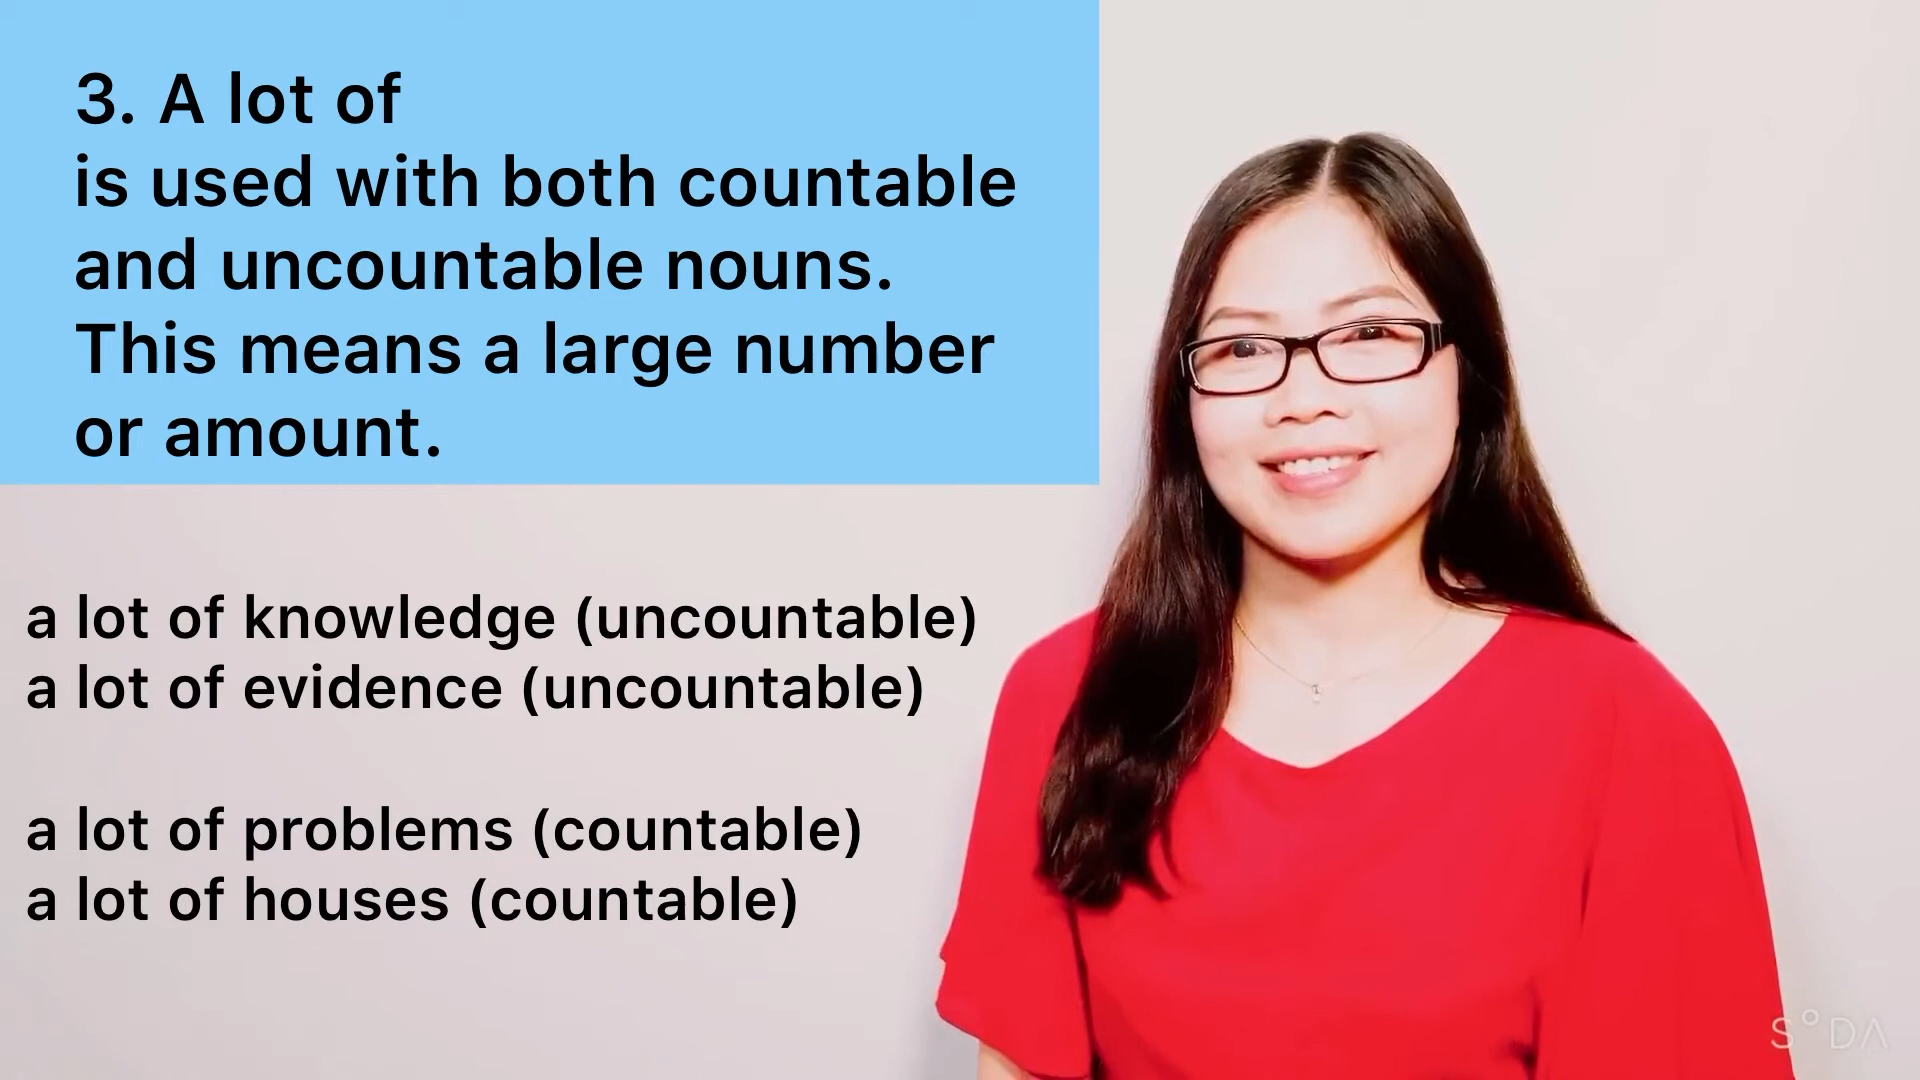 3. A lot of
is used with both countable
and uncountable nouns.
This means a large number
or amount.
a lot of knowledge (uncountable)
a lot of evidence (uncountable)
a lot of problems (countable)
a lot of houses (countable)
S°DA